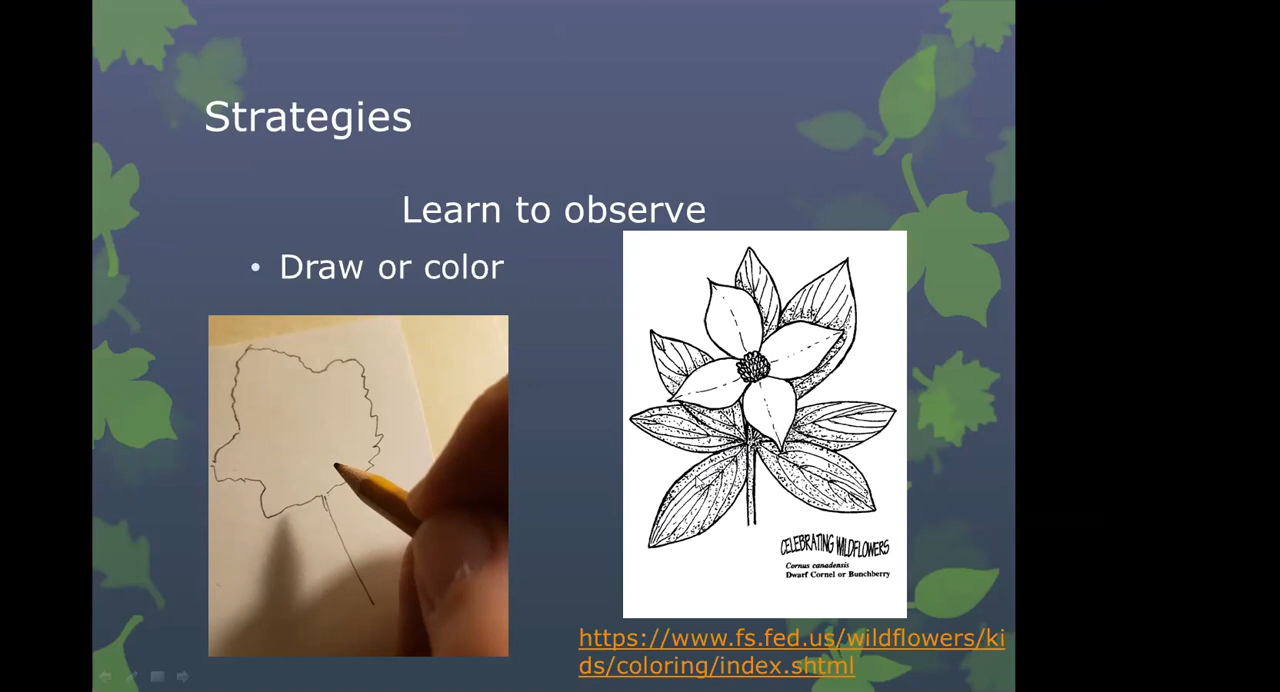 Strategies
Learn to observe
• Draw or color
CELEBRATING WILDFLOWERS
Cornus canadensis
Dwarf Cornel or Bunchberry
https://www.fs.fed.us/wildflowers/ki
ds/coloring/index.shtml